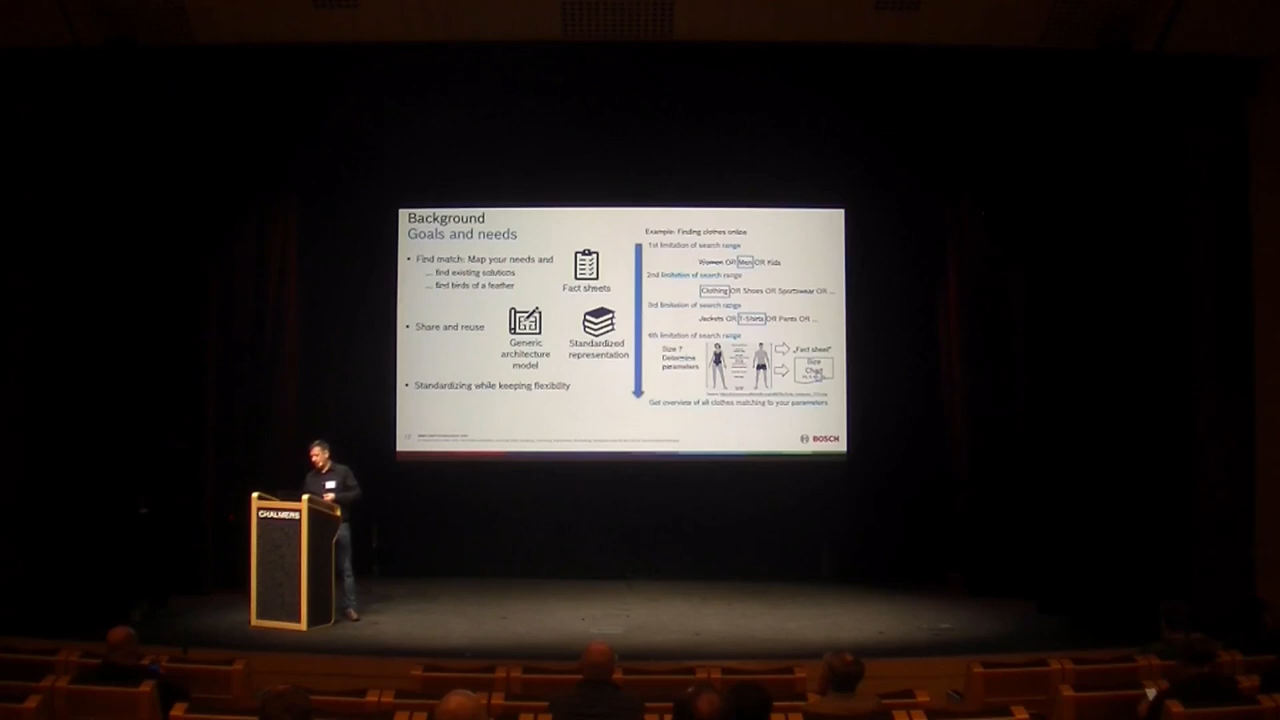 Background
Goals and needs
• Find match: Map your needs and
... find existing solutions
... find birds of a feather
Fact sheets
• Share and reuse
Generic
architecture
model
Standardized
representation
• Standardizing while keeping flexibility
Example: Finding clothes online
1st limitation of search range
Women OR Men OR Kids
2nd limitation of search range
Clothing OR Shoes OR Sportswear OR ...
3rd limitation of search range
Jackets OR T-Shirts OR Pants OR ...
4th limitation of search range
Size ?
Determine
parameters
„Fact sheet"
Size
Chart
Get overview of all clothes matching to your parameters
12
BOSCH
CHALMERS